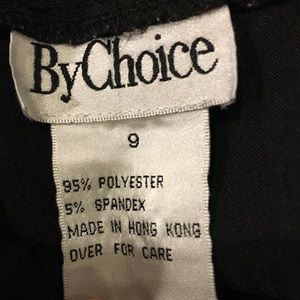 ByChoice
9
95% POLYESTER
5% SPANDEX
MADE IN HONG KONG
OVER FOR CARE